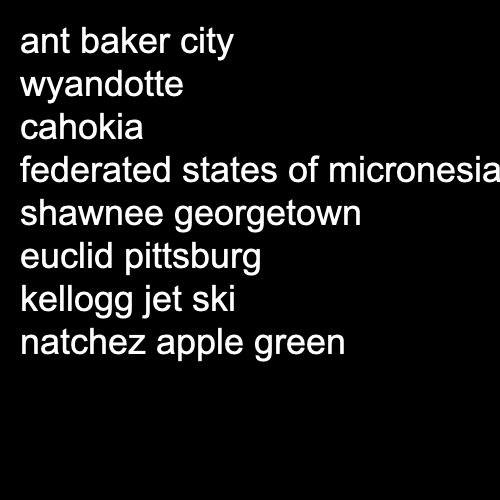 ant baker city
wyandotte
cahokia
federated states of micronesia
shawnee georgetown
euclid pittsburg
kellogg jet ski
natchez apple green